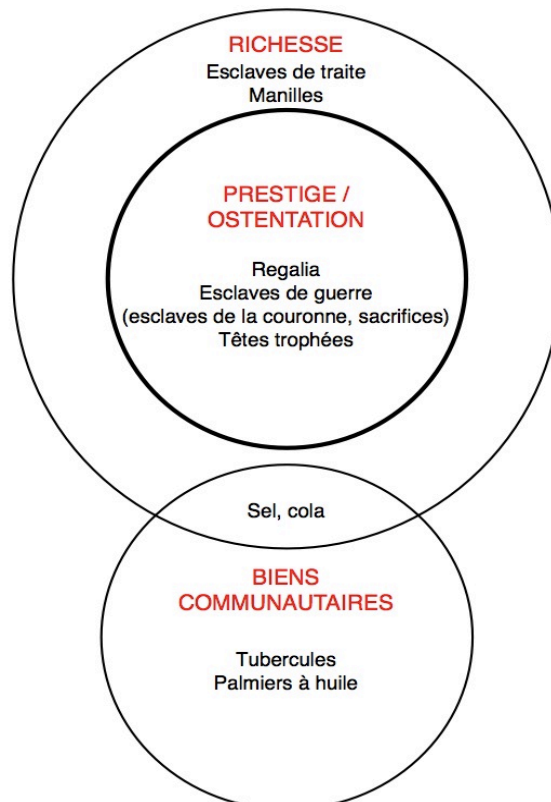 RICHESSE
Esclaves de traite
Manilles
PRESTIGE /
OSTENTATION
Regalia
Esclaves de guerre
(esclaves de la couronne, sacrifices)
Têtes trophées
Sel, cola
BIENS
COMMUNAUTAIRES
Tubercules
Palmiers à huile